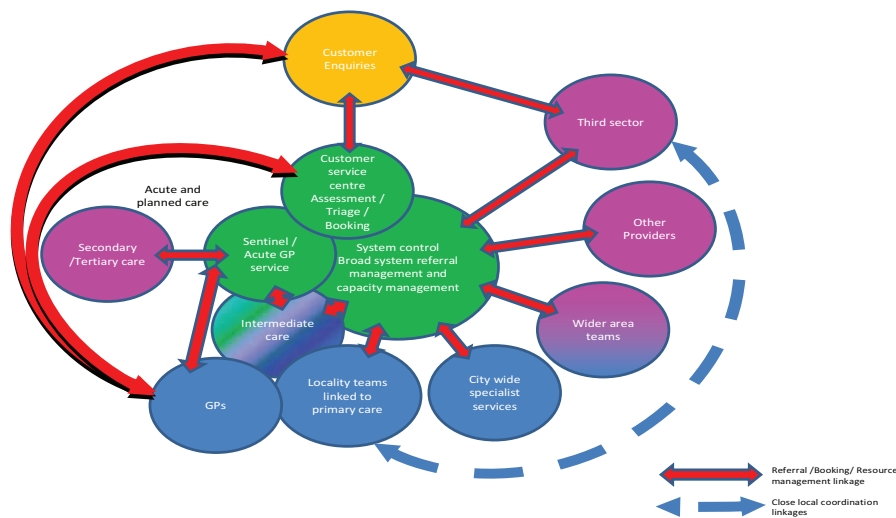 Customer
Enquiries
Third sector
Customer
service
centre
Assessment /
Triage /
Booking
Acute and
planned care
Secondary
/Tertiary care
Sentinel /
Acute GP
service
System control
Broad system referral
management and
capacity management
Other
Providers
Intermediate
care
Wider area
teams
GPs
Locality teams
linked to
primary care
City wide
specialist
services
Referral /Booking/ Resource
management linkage
Close local coordination
linkages